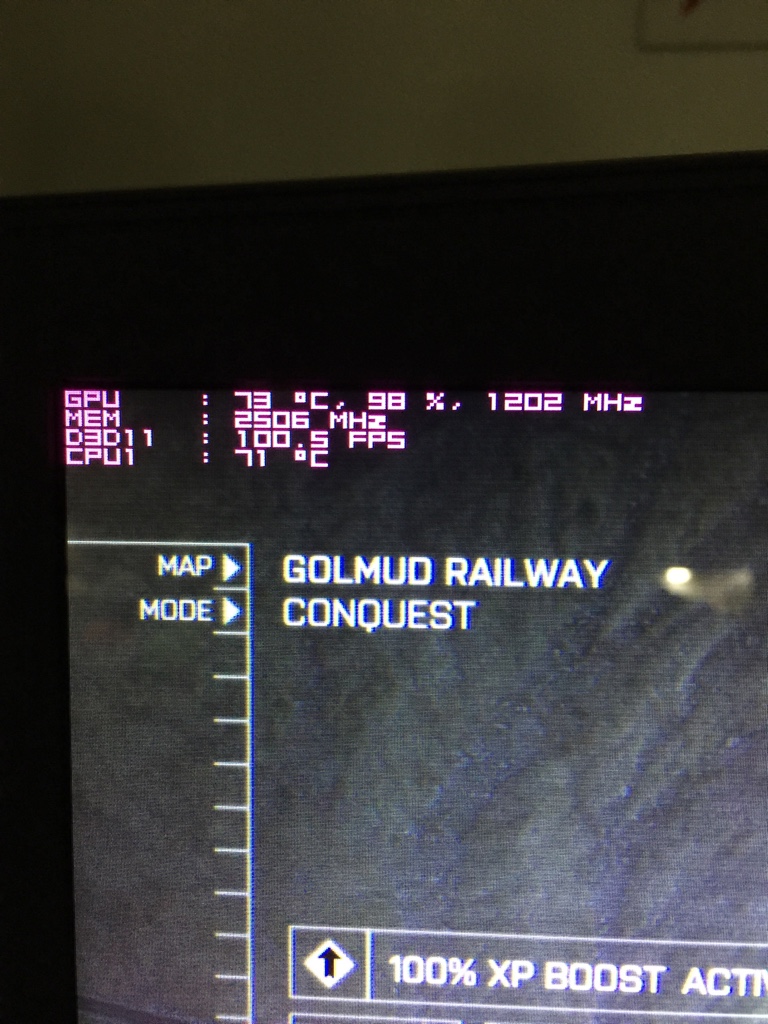 GPU : 73 °C, 98 %, 1202 MHz
MEM : 2506 MHz
D3D11 : 100.5 FPS
CPU1 : 71 °C
MAP GOLMUD RAILWAY
MODE CONQUEST
100% XP BOOST